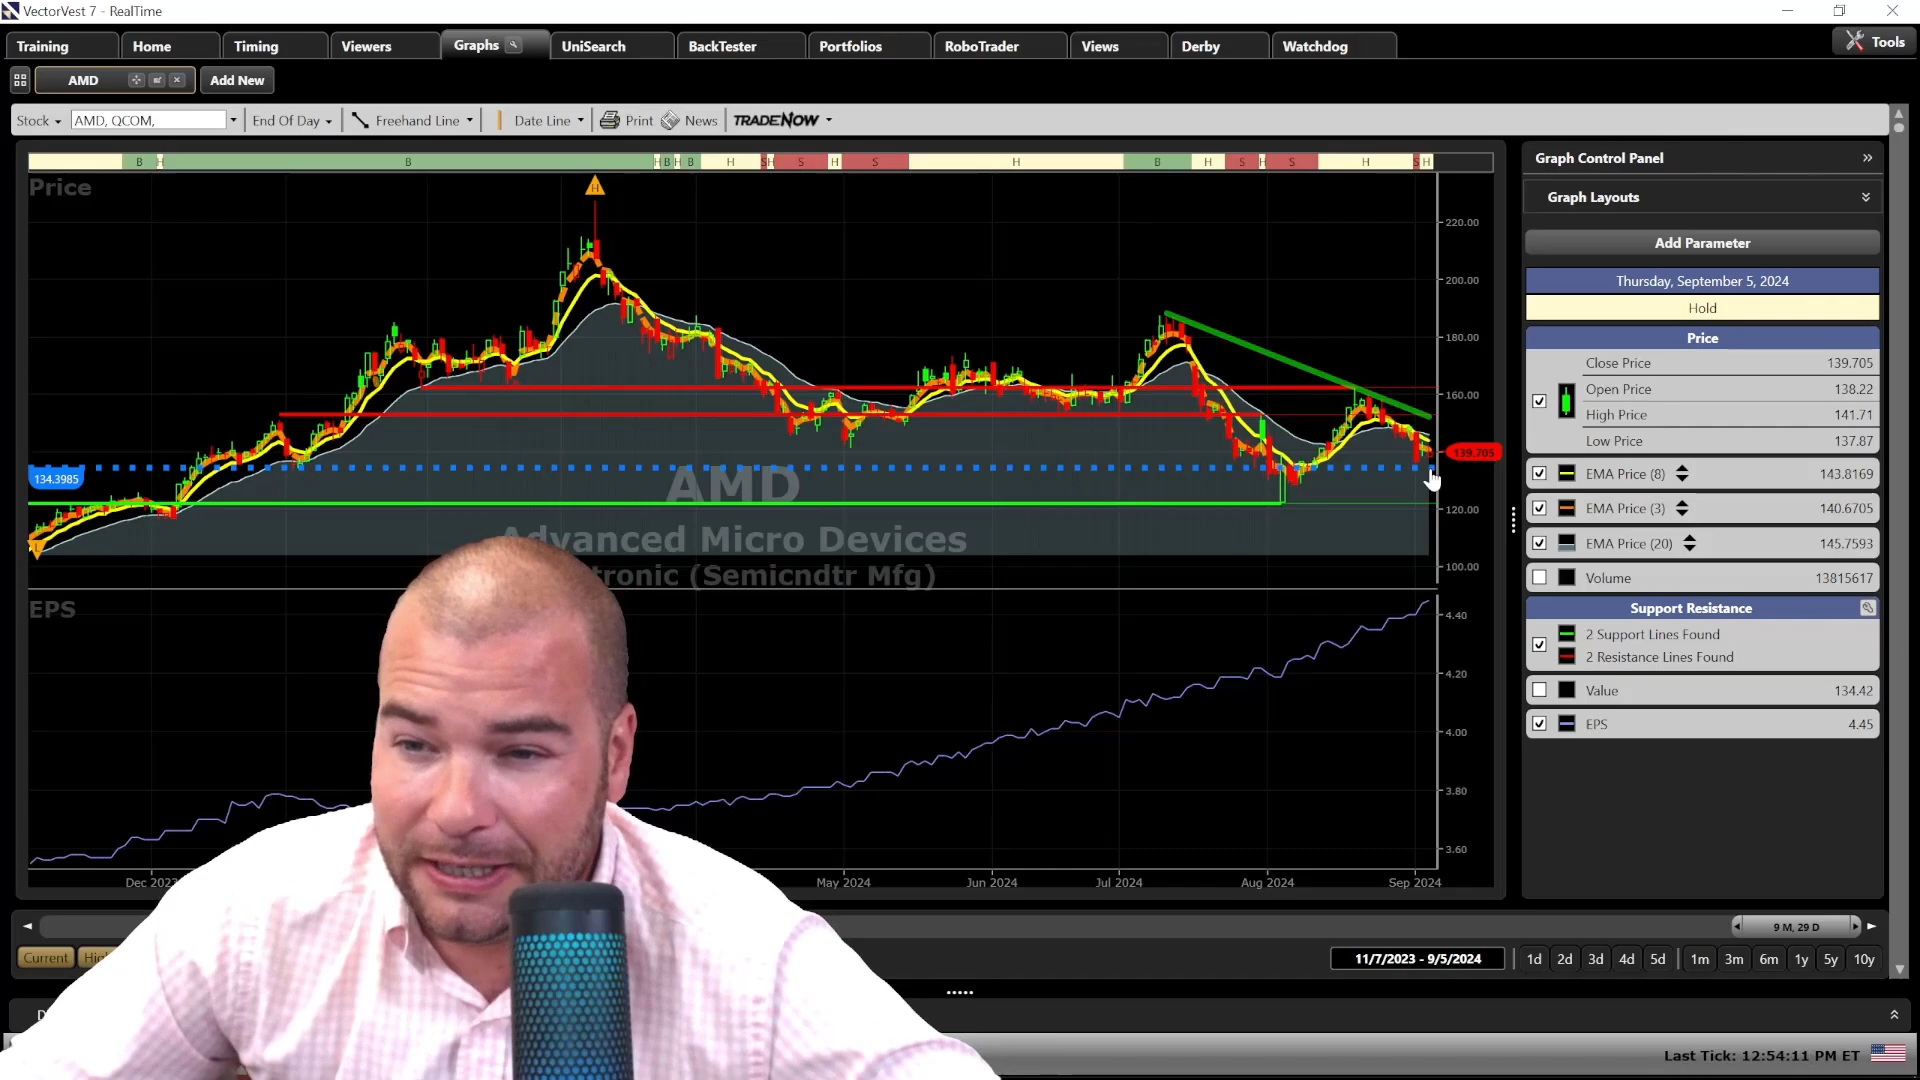 VectorVest 7 - RealTime
Training Home Timing Viewers Graphs UniSearch BackTester Portfolios RoboTrader Views Derby Watchdog Tools
AMD Add New
Stock AMD, QCOM, End Of Day Freehand Line Date Line Print News TRADENOW
B H B H B H B H S H S H S H B H S H S H S H
Price
H
220.00
200.00
180.00
160.00
139.705
134.3985
120.00
100.00
L
AMD
Advanced Micro Devices
tronic (Semicndtr Mfg)
EPS
4.40
4.20
4.00
3.80
3.60
Dec 2023 May 2024 Jun 2024 Jul 2024 Aug 2024 Sep 2024
Graph Control Panel
Graph Layouts
Add Parameter
Thursday, September 5, 2024
Hold
Price
Close Price 139.705
Open Price 138.22
High Price 141.71
Low Price 137.87
EMA Price (8) 143.8169
EMA Price (3) 140.6705
EMA Price (20) 145.7593
Volume 13815617
Support Resistance
2 Support Lines Found
2 Resistance Lines Found
Value 134.42
EPS 4.45
9 M, 29 D
Current
11/7/2023 - 9/5/2024 1d 2d 3d 4d 5d 1m 3m 6m 1y 5y 10y
Last Tick: 12:54:11 PM ET